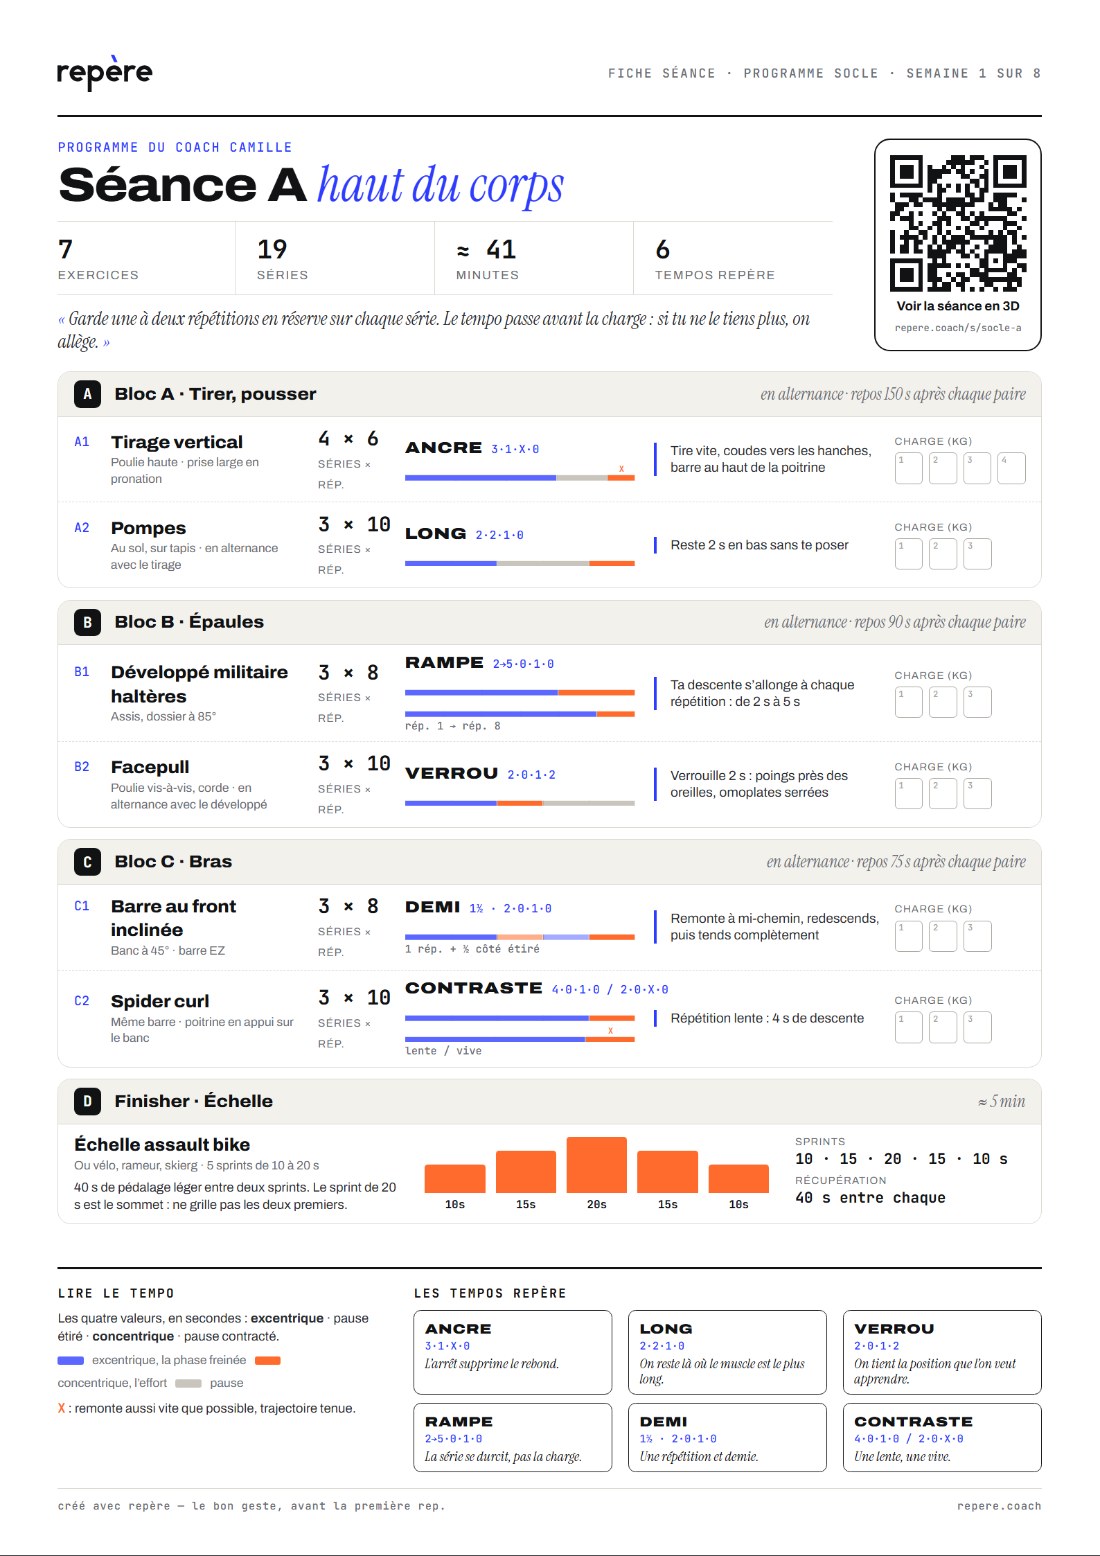 repère
FICHE SÉANCE · PROGRAMME SOCLE · SEMAINE 1 SUR 8
PROGRAMME DU COACH CAMILLE
Séance A haut du corps
7
EXERCICES
19
SÉRIES
≈ 41
MINUTES
6
TEMPOS REPÈRE
« Garde une à deux répétitions en réserve sur chaque série. Le tempo passe avant la charge : si tu ne le tiens plus, on
allège. »
Voir la séance en 3D
repere.coach/s/socle-a
A
Bloc A · Tirer, pousser
en alternance · repos 150 s après chaque paire
A1
Tirage vertical
Poulie haute · prise large en
pronation
4 × 6
SÉRIES ×
RÉP.
ANCRE 3·1·X·0
X
Tire vite, coudes vers les hanches,
barre au haut de la poitrine
CHARGE (KG)
1 2 3 4
A2
Pompes
Au sol, sur tapis · en alternance
avec le tirage
3 × 10
SÉRIES ×
RÉP.
LONG 2·2·1·0
Reste 2 s en bas sans te poser
CHARGE (KG)
1 2 3
B
Bloc B · Épaules
en alternance · repos 90 s après chaque paire
B1
Développé militaire
haltères
Assis, dossier à 85°
3 × 8
SÉRIES ×
RÉP.
RAMPE 2→5·0·1·0
rép. 1 → rép. 8
Ta descente s’allonge à chaque
répétition : de 2 s à 5 s
CHARGE (KG)
1 2 3
B2
Facepull
Poulie vis-à-vis, corde · en
alternance avec le développé
3 × 10
SÉRIES ×
RÉP.
VERROU 2·0·1·2
Verrouille 2 s : poings près des
oreilles, omoplates serrées
CHARGE (KG)
1 2 3
C
Bloc C · Bras
en alternance · repos 75 s après chaque paire
C1
Barre au front
inclinée
Banc à 45° · barre EZ
3 × 8
SÉRIES ×
RÉP.
DEMI 1½ · 2·0·1·0
1 rép. + ½ côté étiré
Remonte à mi-chemin, redescends,
puis tends complètement
CHARGE (KG)
1 2 3
C2
Spider curl
Même barre · poitrine en appui sur
le banc
3 × 10
SÉRIES ×
RÉP.
CONTRASTE 4·0·1·0 / 2·0·X·0
X
lente / vive
Répétition lente : 4 s de descente
CHARGE (KG)
1 2 3
D
Finisher · Échelle
≈ 5 min
Échelle assault bike
Ou vélo, rameur, skierg · 5 sprints de 10 à 20 s
40 s de pédalage léger entre deux sprints. Le sprint de 20
s est le sommet : ne grille pas les deux premiers.
10s 15s 20s 15s 10s
SPRINTS
10 · 15 · 20 · 15 · 10 s
RÉCUPÉRATION
40 s entre chaque
LIRE LE TEMPO
Les quatre valeurs, en secondes : excentrique · pause
étiré · concentrique · pause contracté.
excentrique, la phase freinée
concentrique, l’effort pause
X : remonte aussi vite que possible, trajectoire tenue.
LES TEMPOS REPÈRE
ANCRE
3·1·X·0
L’arrêt supprime le rebond.
LONG
2·2·1·0
On reste là où le muscle est le plus
long.
VERROU
2·0·1·2
On tient la position que l’on veut
apprendre.
RAMPE
2→5·0·1·0
La série se durcit, pas la charge.
DEMI
1½ · 2·0·1·0
Une répétition et demie.
CONTRASTE
4·0·1·0 / 2·0·X·0
Une lente, une vive.
créé avec repère — le bon geste, avant la première rep.
repere.coach